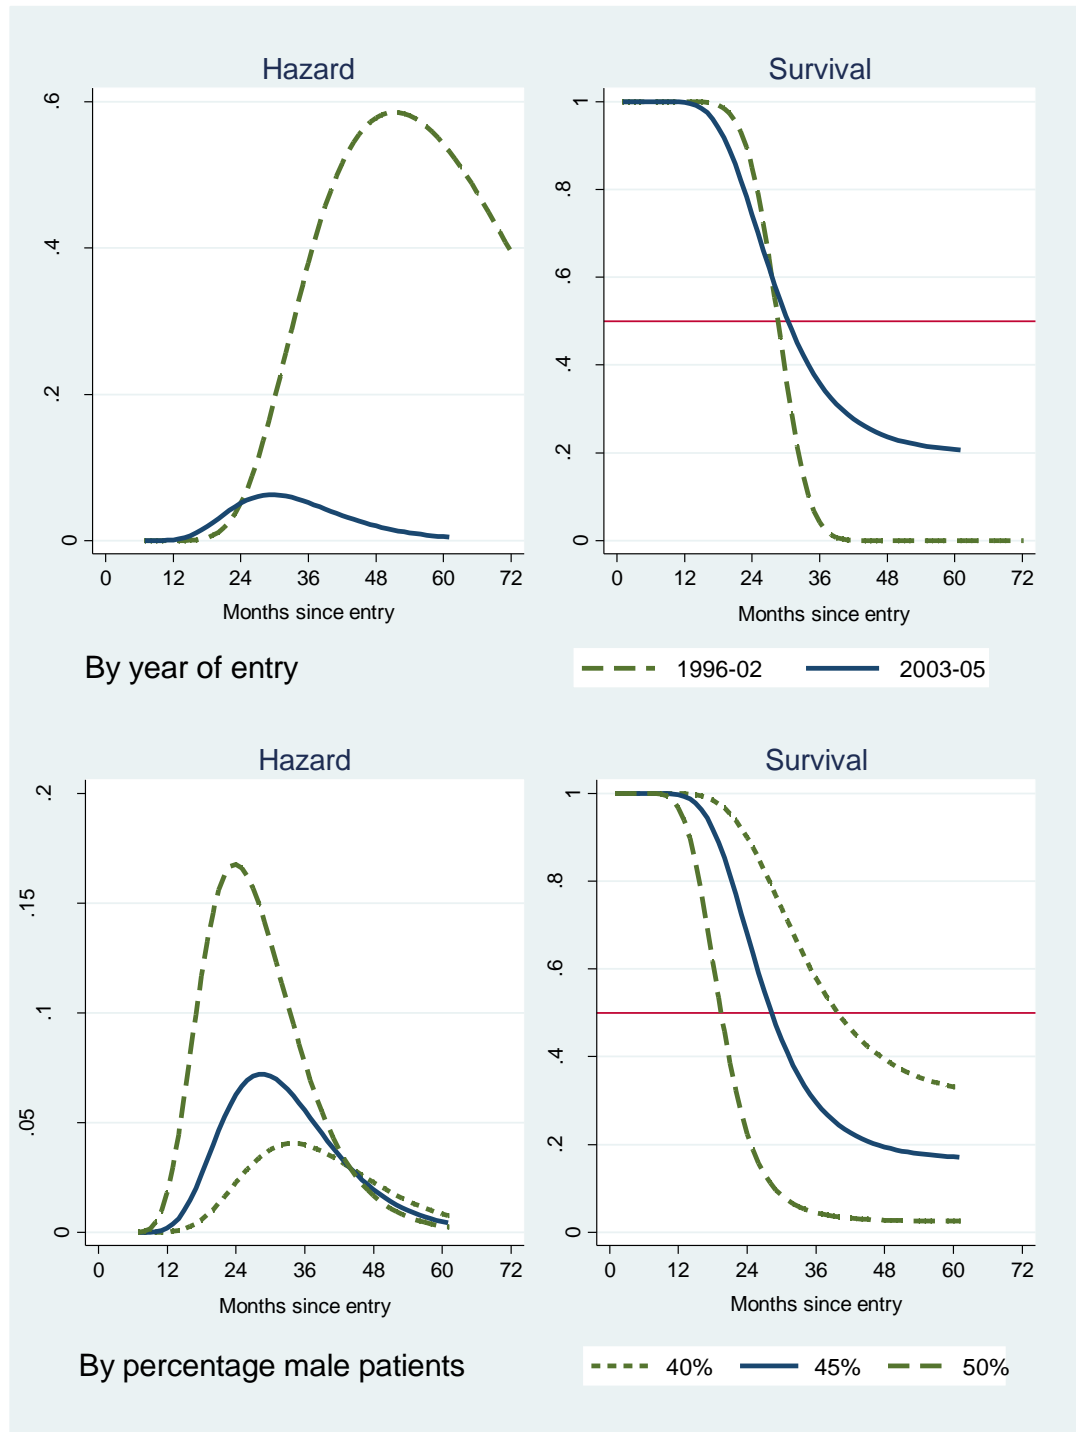 Hazard
Survival
.6
.4
.2
0
0 12 24 36 48 60 72
Months since entry
1
.8
.6
.4
.2
0
0 12 24 36 48 60 72
Months since entry
By year of entry
1996-02 2003-05
Hazard
Survival
.2
.15
.1
.05
0
0 12 24 36 48 60 72
Months since entry
1
.8
.6
.4
.2
0
0 12 24 36 48 60 72
Months since entry
By percentage male patients
40% 45% 50%